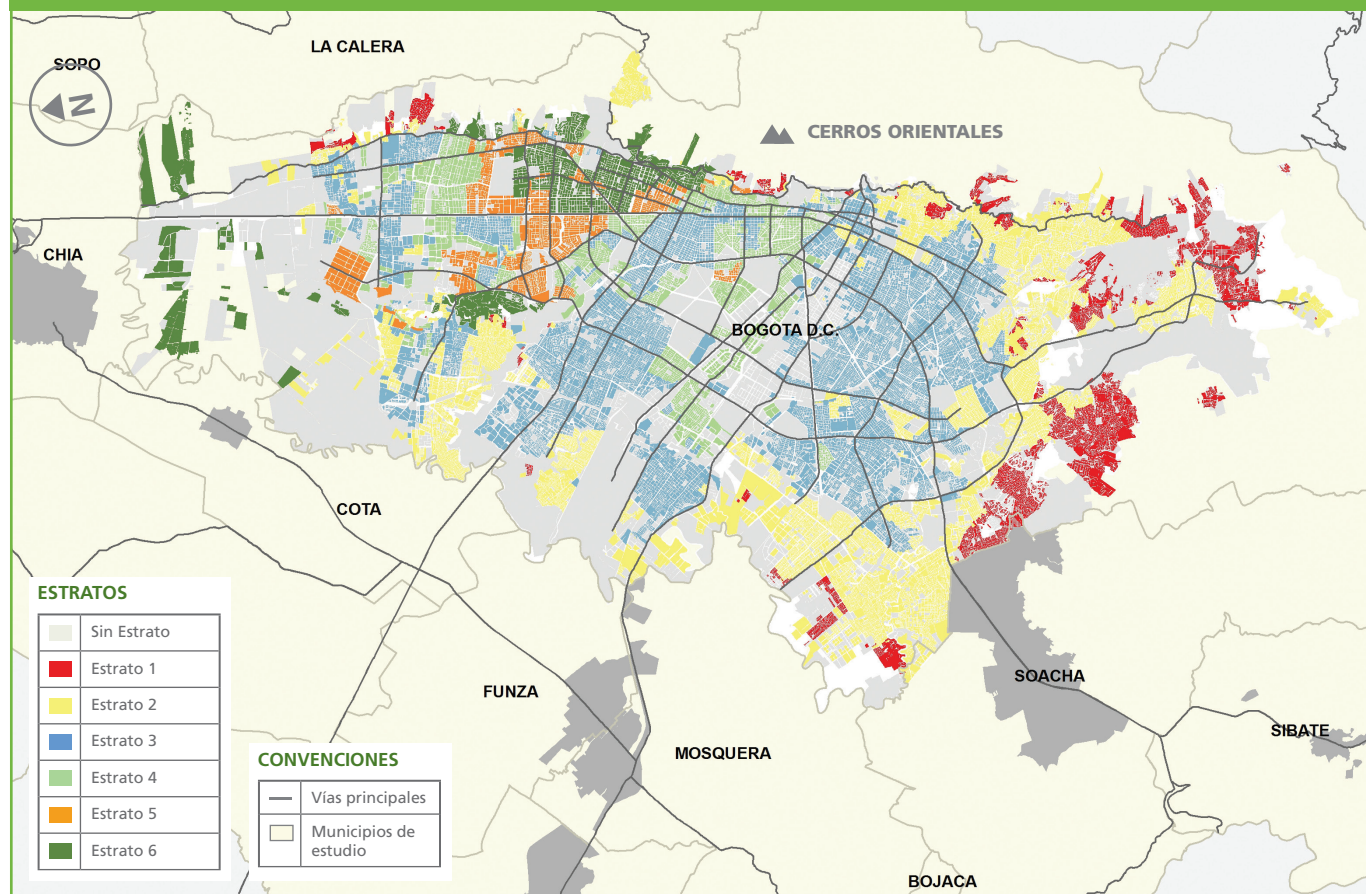 LA CALERA
SOPO
N
CERROS ORIENTALES
CHIA
BOGOTA D.C.
COTA
ESTRATOS
Sin Estrato
Estrato 1
Estrato 2
Estrato 3
Estrato 4
Estrato 5
Estrato 6
CONVENCIONES
Vías principales
Municipios de
estudio
FUNZA
MOSQUERA
SOACHA
SIBATE
BOJACA